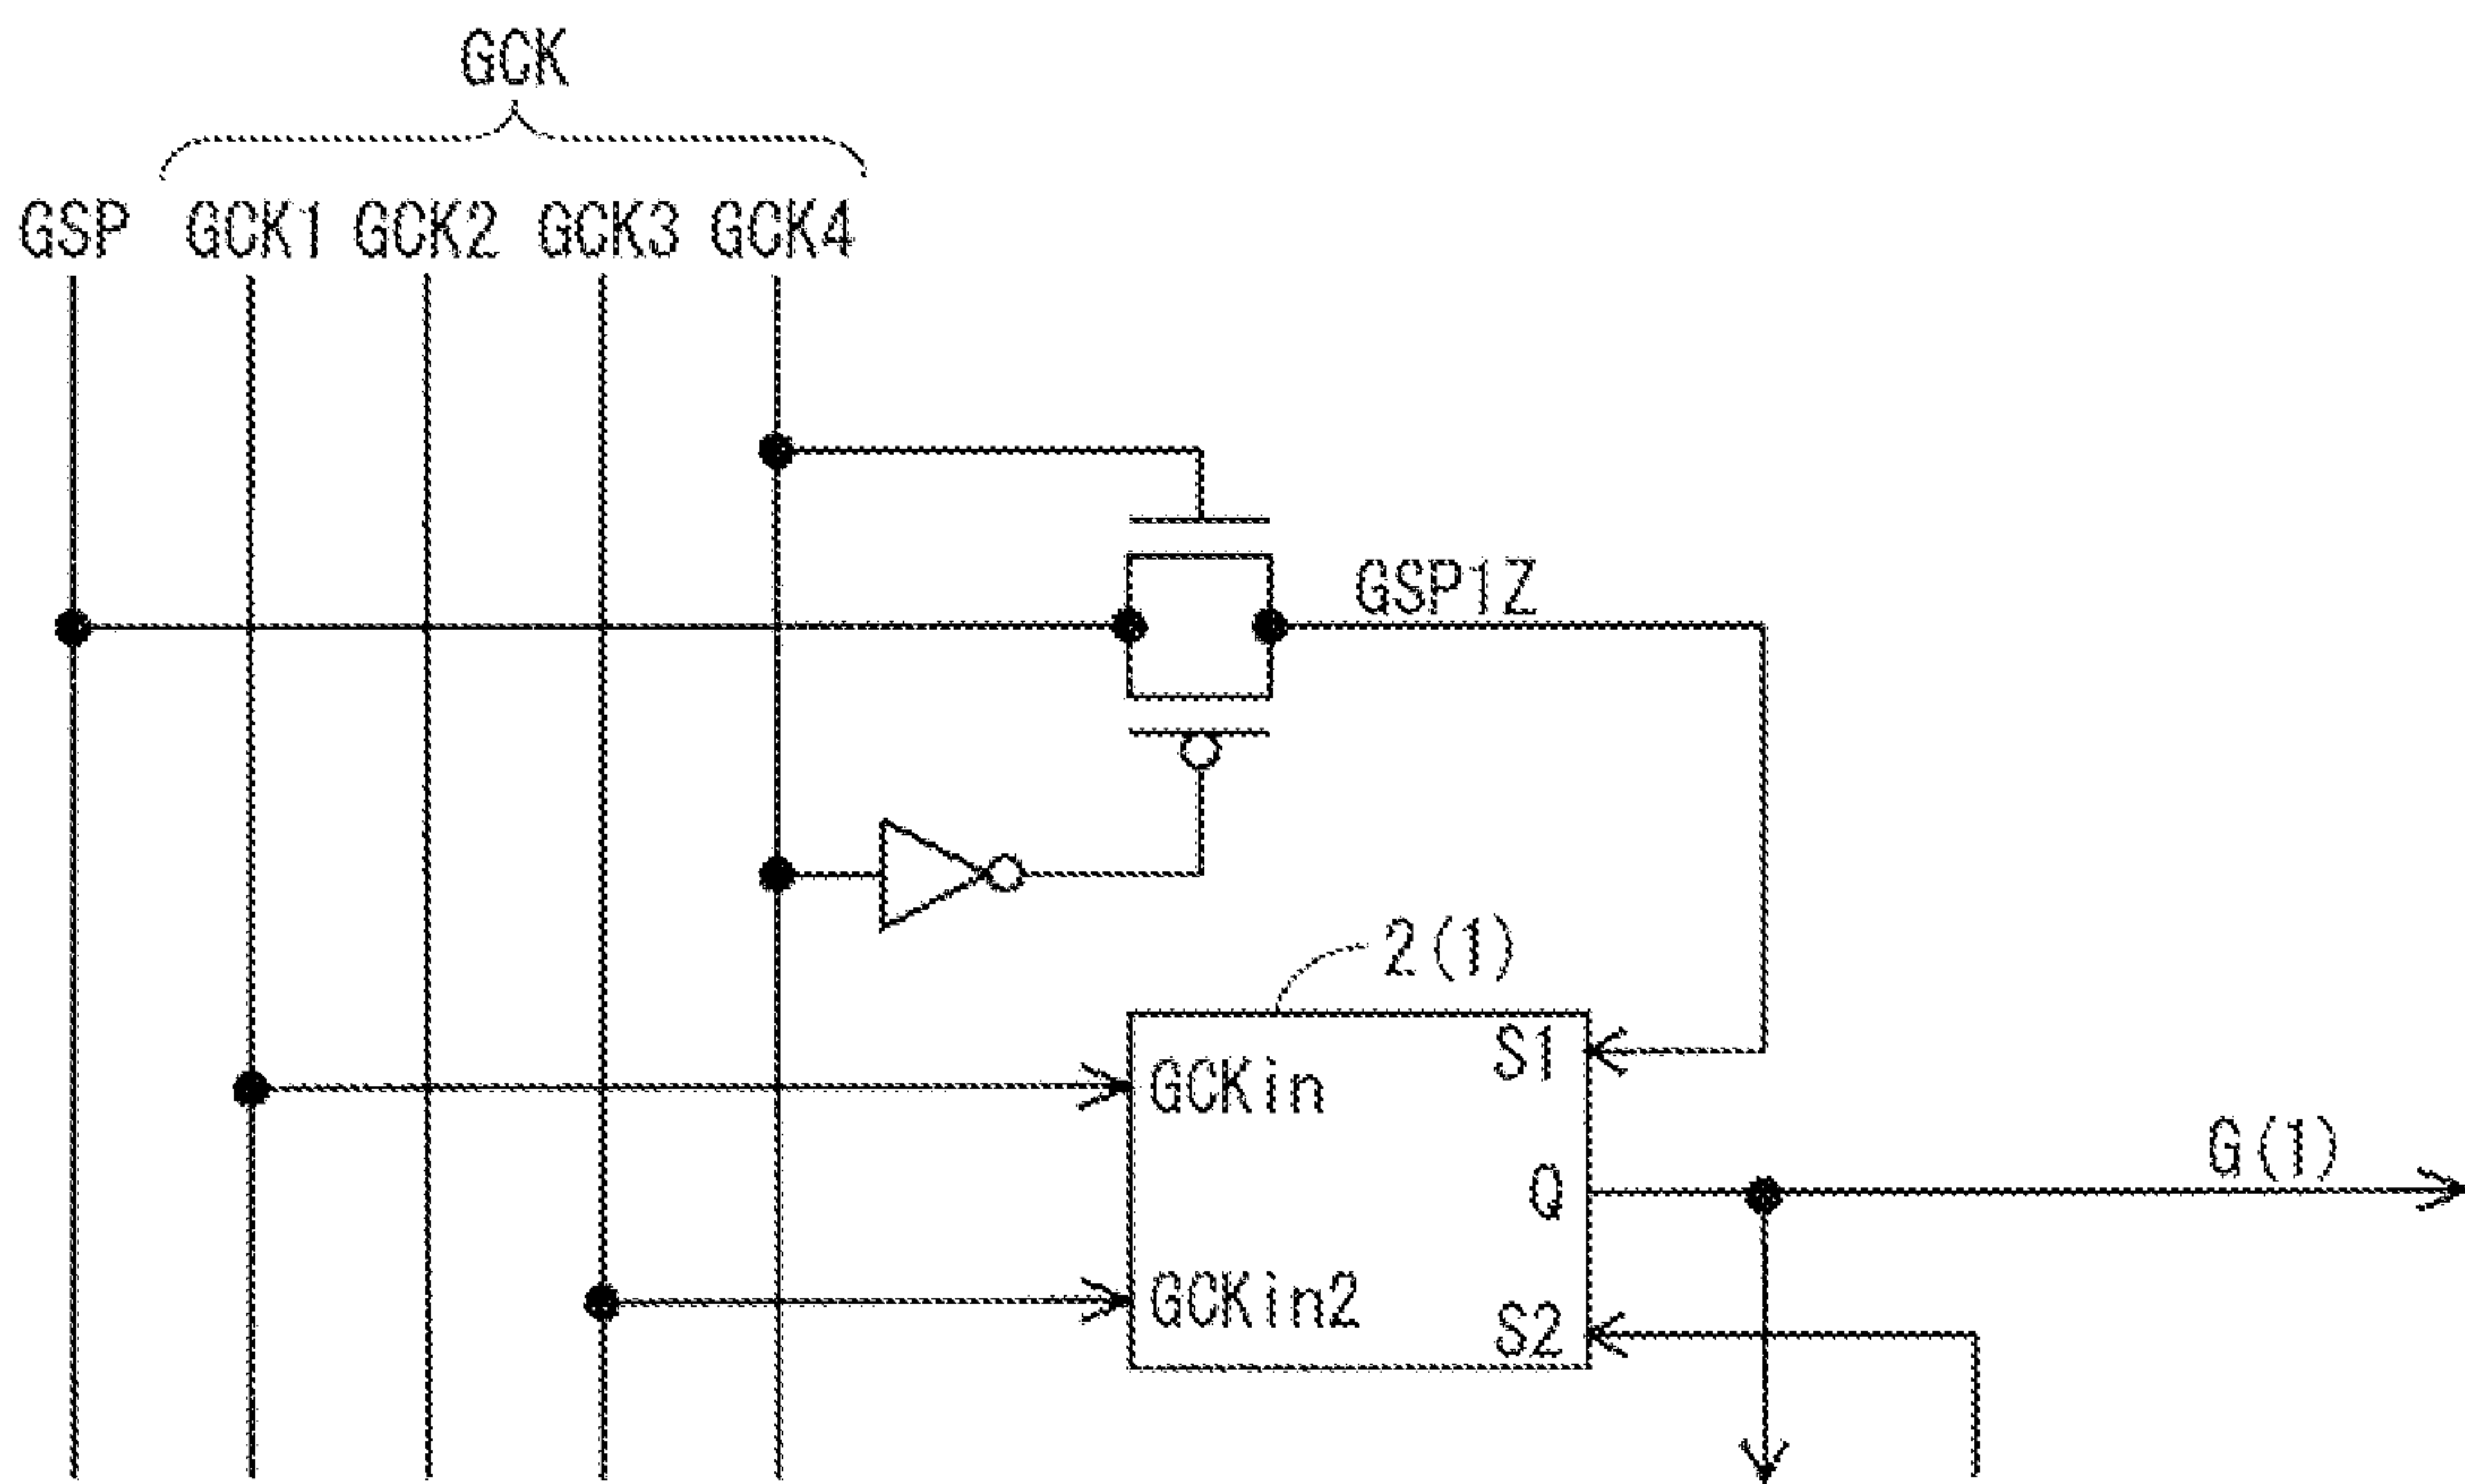 GCK
GSP GCK1 GCK2 GCK3 GCK4
GSP1Z
2(1)
S1
GCKin
G(1)
Q
GCKin2
S2